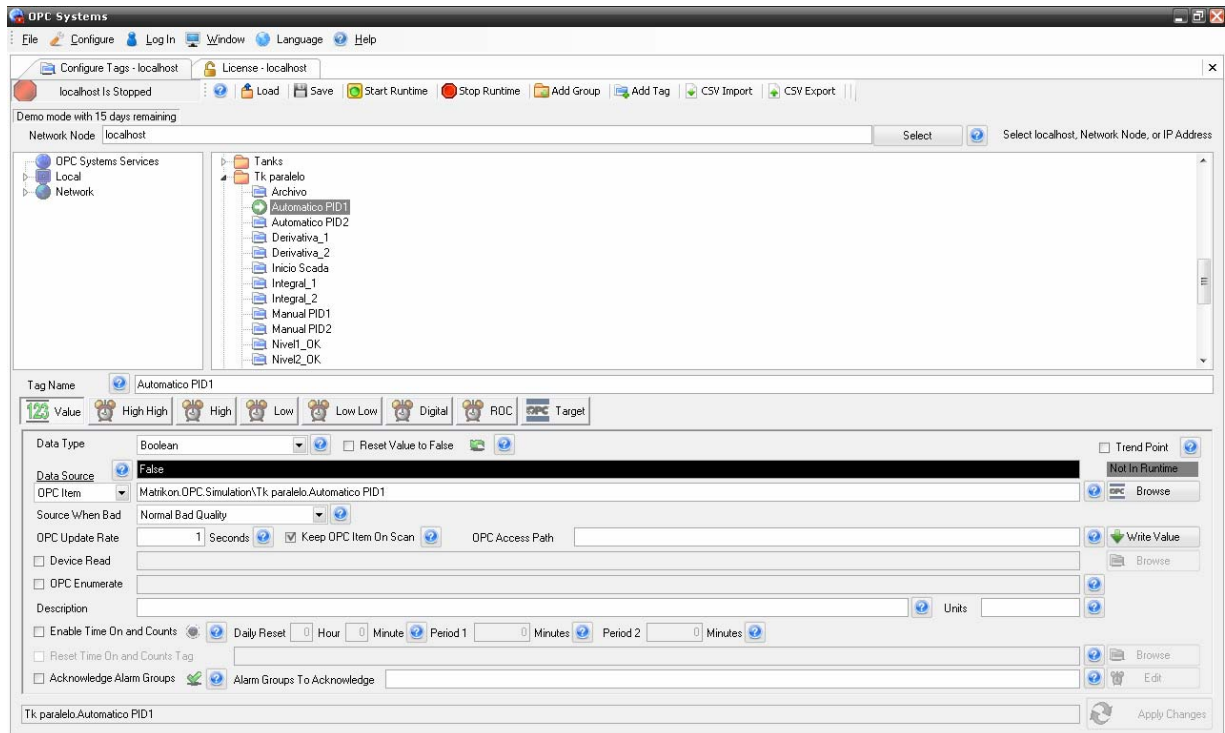 OPC Systems
File Configure Log In Window Language Help
Configure Tags - localhost License - localhost
localhost Is Stopped Load Save Start Runtime Stop Runtime Add Group Add Tag CSV Import CSV Export
Demo mode with 15 days remaining
Network Node localhost Select Select localhost, Network Node, or IP Address
OPC Systems Services
Local
Network
Tanks
Tk paralelo
Archivo
Automatico PID1
Automatico PID2
Derivativa_1
Derivativa_2
Inicio Scada
Integral_1
Integral_2
Manual PID1
Manual PID2
Nivel1_OK
Nivel2_OK
Tag Name Automatico PID1
123 Value High High High Low Low Low Digital ROC OPC Target
Data Type Boolean Reset Value to False Trend Point
Data Source False Not In Runtime
OPC Item Matrikon.OPC.Simulation\Tk paralelo.Automatico PID1 OPC Browse
Source When Bad Normal Bad Quality
OPC Update Rate 1 Seconds Keep OPC Item On Scan OPC Access Path Write Value
Device Read Browse
OPC Enumerate
Description Units
Enable Time On and Counts Daily Reset 0 Hour 0 Minute Period 1 0 Minutes Period 2 0 Minutes
Reset Time On and Counts Tag Browse
Acknowledge Alarm Groups Alarm Groups To Acknowledge Edit
Tk paralelo.Automatico PID1 Apply Changes